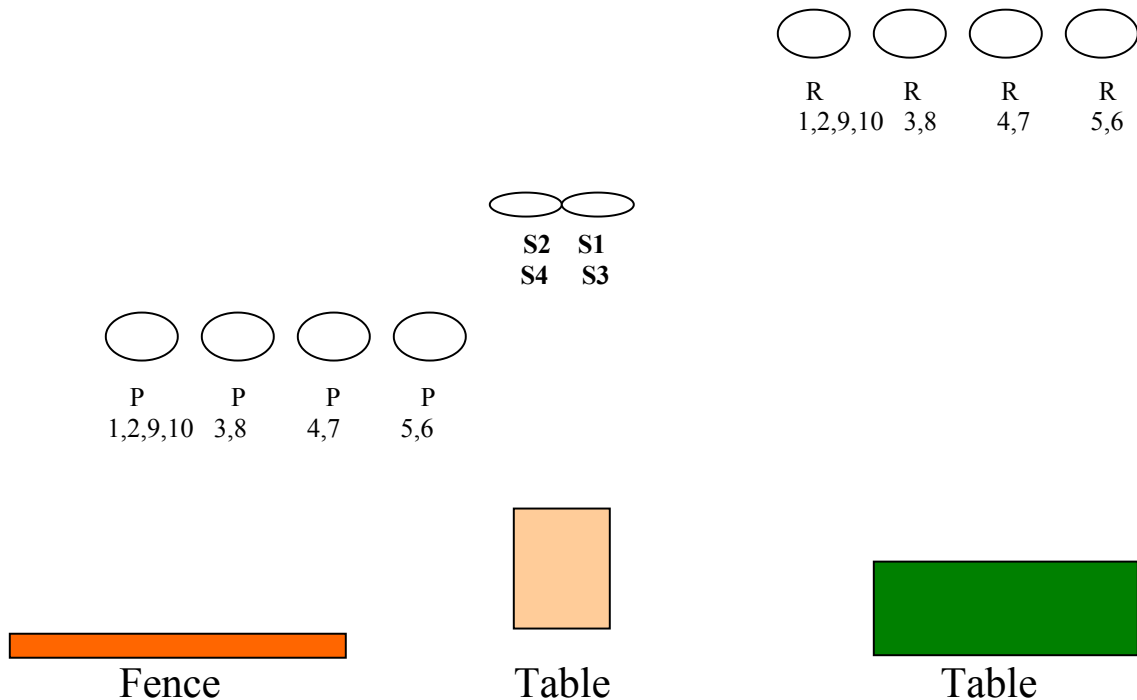 R R R R
1,2,9,10 3,8 4,7 5,6
S2 S1
S4 S3
P P P P
1,2,9,10 3,8 4,7 5,6
Fence Table Table